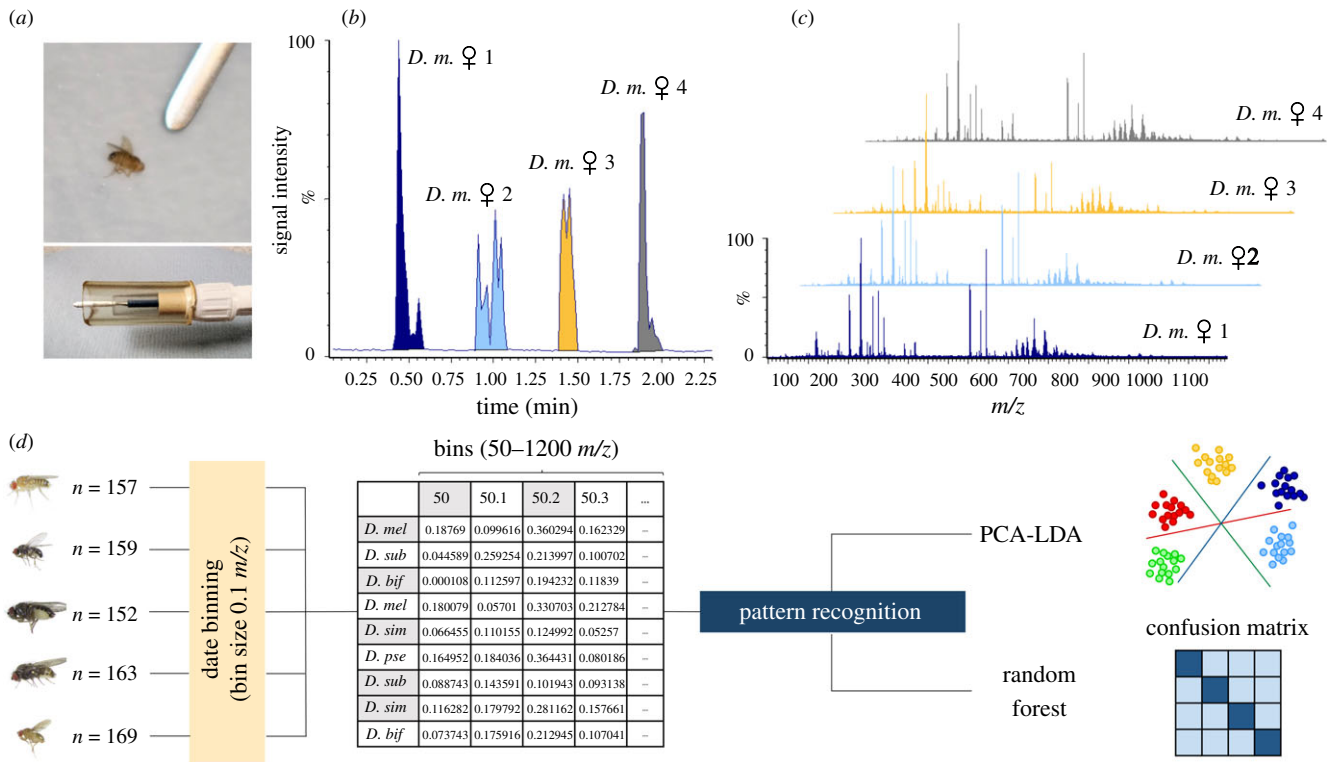 (a)
(b)
100
signal intensity
%
0
D. m. ♀ 1
D. m. ♀ 2
D. m. ♀ 3
D. m. ♀ 4
0.25 0.50 0.75 1.00 1.25 1.50 1.75 2.00 2.25
time (min)
(c)
D. m. ♀ 4
D. m. ♀ 3
D. m. ♀2
D. m. ♀ 1
100
%
0
100 200 300 400 500 600 700 800 900 1000 1100
m/z
(d)
n = 157
n = 159
n = 152
n = 163
n = 169
date binning
(bin size 0.1 m/z)
bins (50–1200 m/z)
50 50.1 50.2 50.3 ...
D. mel 0.18769 0.099616 0.360294 0.162329 –
D. sub 0.044589 0.259254 0.213997 0.100702 –
D. bif 0.000108 0.112597 0.194232 0.11839 –
D. mel 0.180079 0.05701 0.330703 0.212784 –
D. sim 0.066455 0.110155 0.124992 0.05257 –
D. pse 0.164952 0.184036 0.364431 0.080186 –
D. sub 0.088743 0.143591 0.101943 0.093138 –
D. sim 0.116282 0.179792 0.281162 0.157661 –
D. bif 0.073743 0.175916 0.212945 0.107041 –
pattern recognition
PCA-LDA
random
forest
confusion matrix